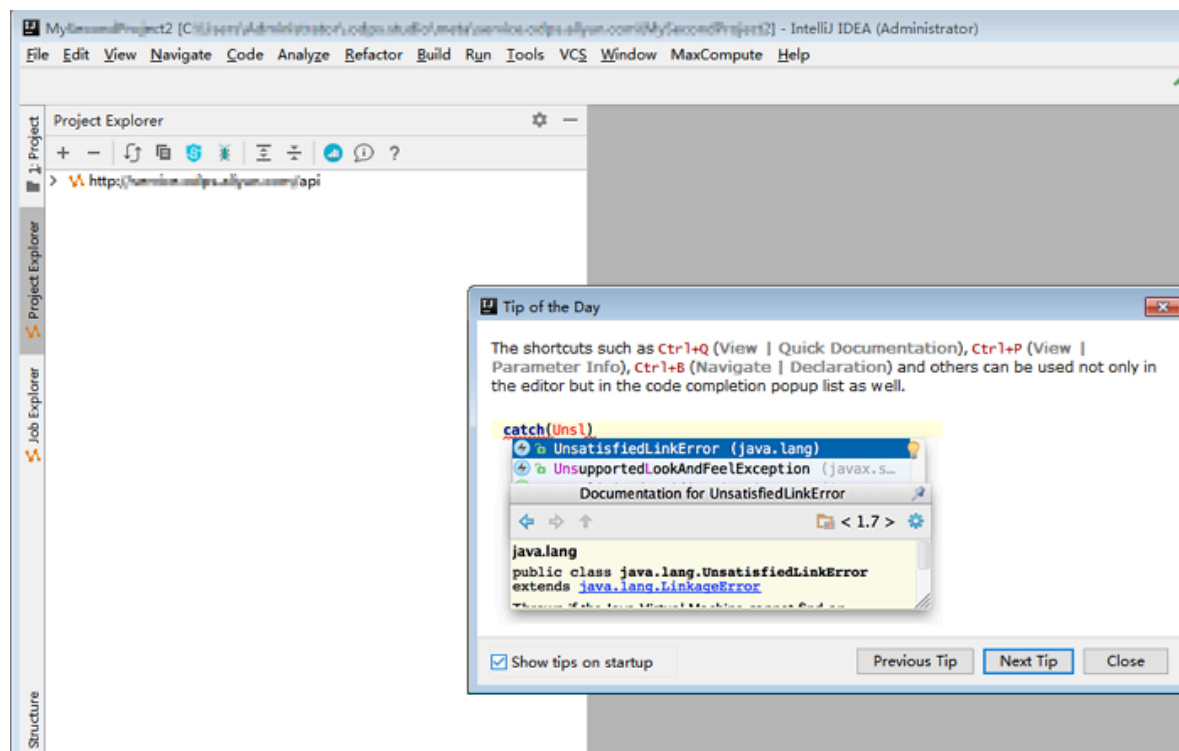 2] - IntelliJ IDEA (Administrator)
File Edit View Navigate Code Analyze Refactor Build Run Tools VCS Window MaxCompute Help
1: Project
Project Explorer
?
http:/ /api
Project Explorer
Job Explorer
Structure
Tip of the Day
The shortcuts such as Ctrl+Q (View | Quick Documentation), Ctrl+P (View |
Parameter Info), Ctrl+B (Navigate | Declaration) and others can be used not only in
the editor but in the code completion popup list as well.
catch(Unsl)
UnsatisfiedLinkError (java.lang)
UnsupportedLookAndFeelException (javax.s…
Documentation for UnsatisfiedLinkError
< 1.7 >
java.lang
public class java.lang.UnsatisfiedLinkError
extends java.lang.LinkageError
Show tips on startup
Previous Tip Next Tip Close